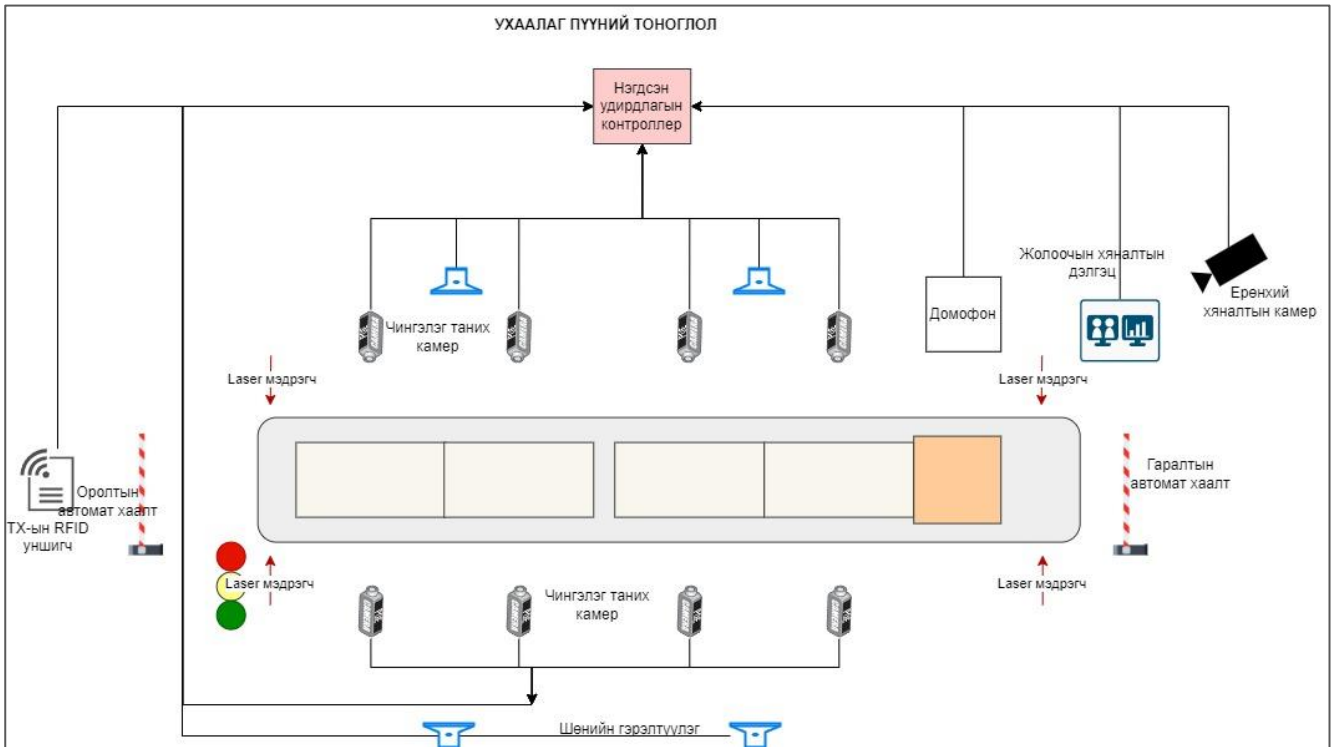 УХААЛАГ ПҮҮНИЙ ТОНОГЛОЛ
Нэгдсэн
удирдлагын
контроллер
Жолоочын хяналтын
дэлгэц
Домофон
Ерөнхий
хяналтын камер
Чингэлэг таних
камер
Laser мэдрэгч
Laser мэдрэгч
Оролтын
автомат хаалт
ТХ-ын RFID
уншигч
Гаралтын
автомат хаалт
Laser мэдрэгч
Laser мэдрэгч
Чингэлэг таних
камер
Шөнийн гэрэлтүүлэг